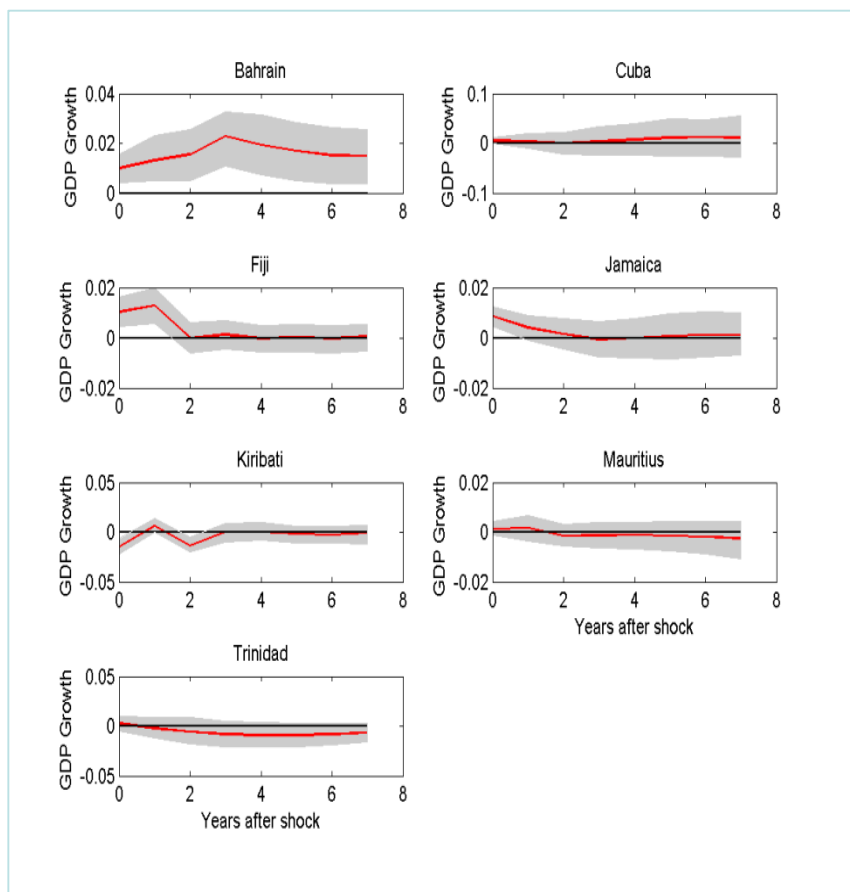 Bahrain
GDP Growth
0.04
0.02
0
0 2 4 6 8
Cuba
GDP Growth
0.1
0
-0.1
0 2 4 6 8
Fiji
GDP Growth
0.02
0
-0.02
0 2 4 6 8
Jamaica
GDP Growth
0.02
0
-0.02
0 2 4 6 8
Kiribati
GDP Growth
0.05
0
-0.05
0 2 4 6 8
Mauritius
GDP Growth
0.02
0
-0.02
0 2 4 6 8
Years after shock
Trinidad
GDP Growth
0.05
0
-0.05
0 2 4 6 8
Years after shock